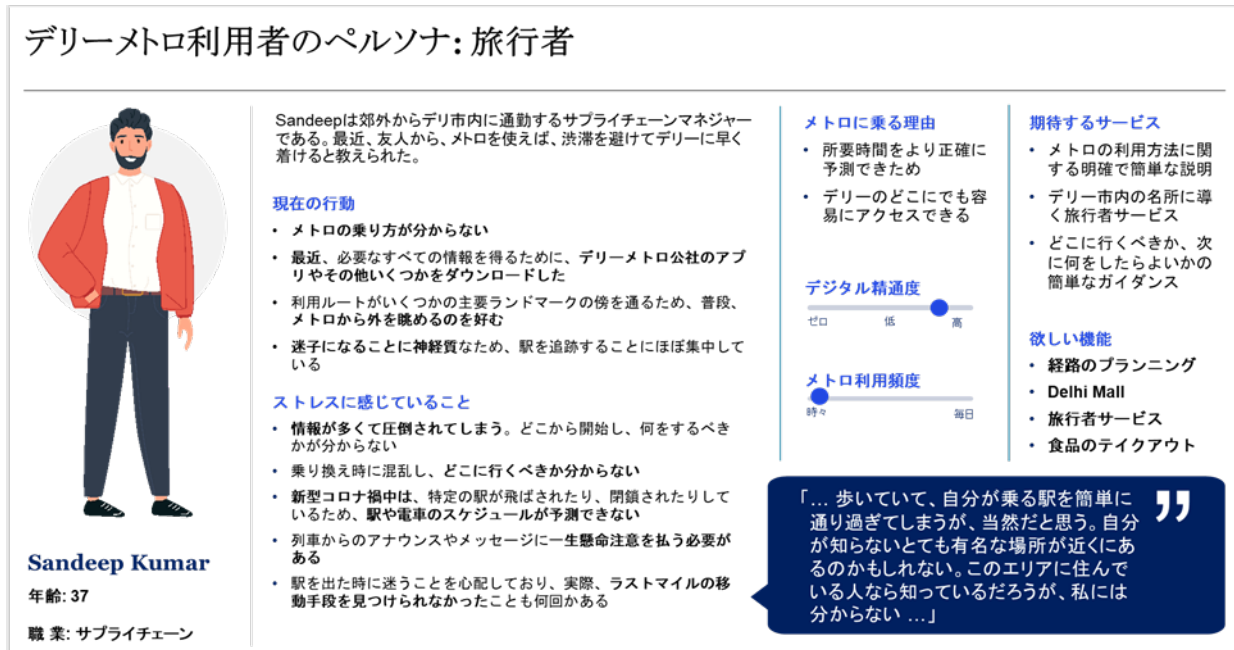 デリーメトロ利用者のペルソナ: 旅行者
Sandeep Kumar
年齢: 37
職 業: サプライチェーン
Sandeepは郊外からデリ市内に通勤するサプライチェーンマネジャー
である。最近、友人から、メトロを使えば、渋滞を避けてデリーに早く
着けると教えられた。
現在の行動
• メトロの乗り方が分からない
• 最近、必要なすべての情報を得るために、デリーメトロ公社のアプ
リやその他いくつかをダウンロードした
• 利用ルートがいくつかの主要ランドマークの傍を通るため、普段、
メトロから外を眺めるのを好む
• 迷子になることに神経質なため、駅を追跡することにほぼ集中して
いる
ストレスに感じていること
• 情報が多くて圧倒されてしまう。どこから開始し、何をするべき
かが分からない
• 乗り換え時に混乱し、どこに行くべきか分からない
• 新型コロナ禍中は、特定の駅が飛ばされたり、閉鎖されたりして
いるため、駅や電車のスケジュールが予測できない
• 列車からのアナウンスやメッセージに一生懸命注意を払う必要が
ある
• 駅を出た時に迷うことを心配しており、実際、ラストマイルの移
動手段を見つけられなかったことも何回かある
メトロに乗る理由
• 所要時間をより正確に
予測できため
• デリーのどこにでも容
易にアクセスできる
デジタル精通度
ゼロ 低 高
メトロ利用頻度
時々 毎日
期待するサービス
• メトロの利用方法に関
する明確で簡単な説明
• デリー市内の名所に導
く旅行者サービス
• どこに行くべきか、次
に何をしたらよいかの
簡単なガイダンス
欲しい機能
• 経路のプランニング
• Delhi Mall
• 旅行者サービス
• 食品のテイクアウト
「... 歩いていて、自分が乗る駅を簡単に
通り過ぎてしまうが、当然だと思う。自分
が知らないとても有名な場所が近くにあ
るのかもしれない。このエリアに住んで
いる人なら知っているだろうが、私には
分からない ...」
”